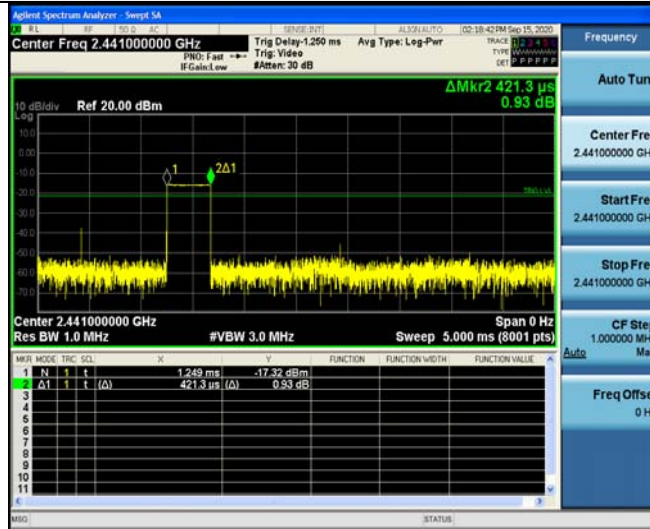 Agilent Spectrum Analyzer - Swept SA
RL RF 50 Ω AC SENSE:INT ALIGN AUTO 02:18:42 PM Sep 15, 2020
Center Freq 2.441000000 GHz
PNO: Fast
IFGain:Low
Trig Delay-1.250 ms
Trig: Video
#Atten: 30 dB
Avg Type: Log-Pwr
TRACE 1 2 3 4 5 6
TYPE
DET P P P P P P
ΔMkr2 421.3 µs
0.93 dB
10 dB/div Ref 20.00 dBm
Log
10.0
0.00
-10.0
-20.0
-30.0
-40.0
-50.0
-60.0
-70.0
1
2Δ1
TRIG LVL
Center 2.441000000 GHz Span 0 Hz
Res BW 1.0 MHz #VBW 3.0 MHz Sweep 5.000 ms (8001 pts)
MKR MODE TRC SCL X Y FUNCTION FUNCTION WIDTH FUNCTION VALUE
1 N 1 t 1.249 ms -17.32 dBm
2 Δ1 1 t (Δ) 421.3 µs (Δ) 0.93 dB
3
4
5
6
7
8
9
10
11
MSG STATUS
Frequency
Auto Tun
Center Fre
2.441000000 GH
Start Fre
2.441000000 GH
Stop Fre
2.441000000 GH
CF Ste
1.000000 MH
Auto Ma
Freq Offse
0 H